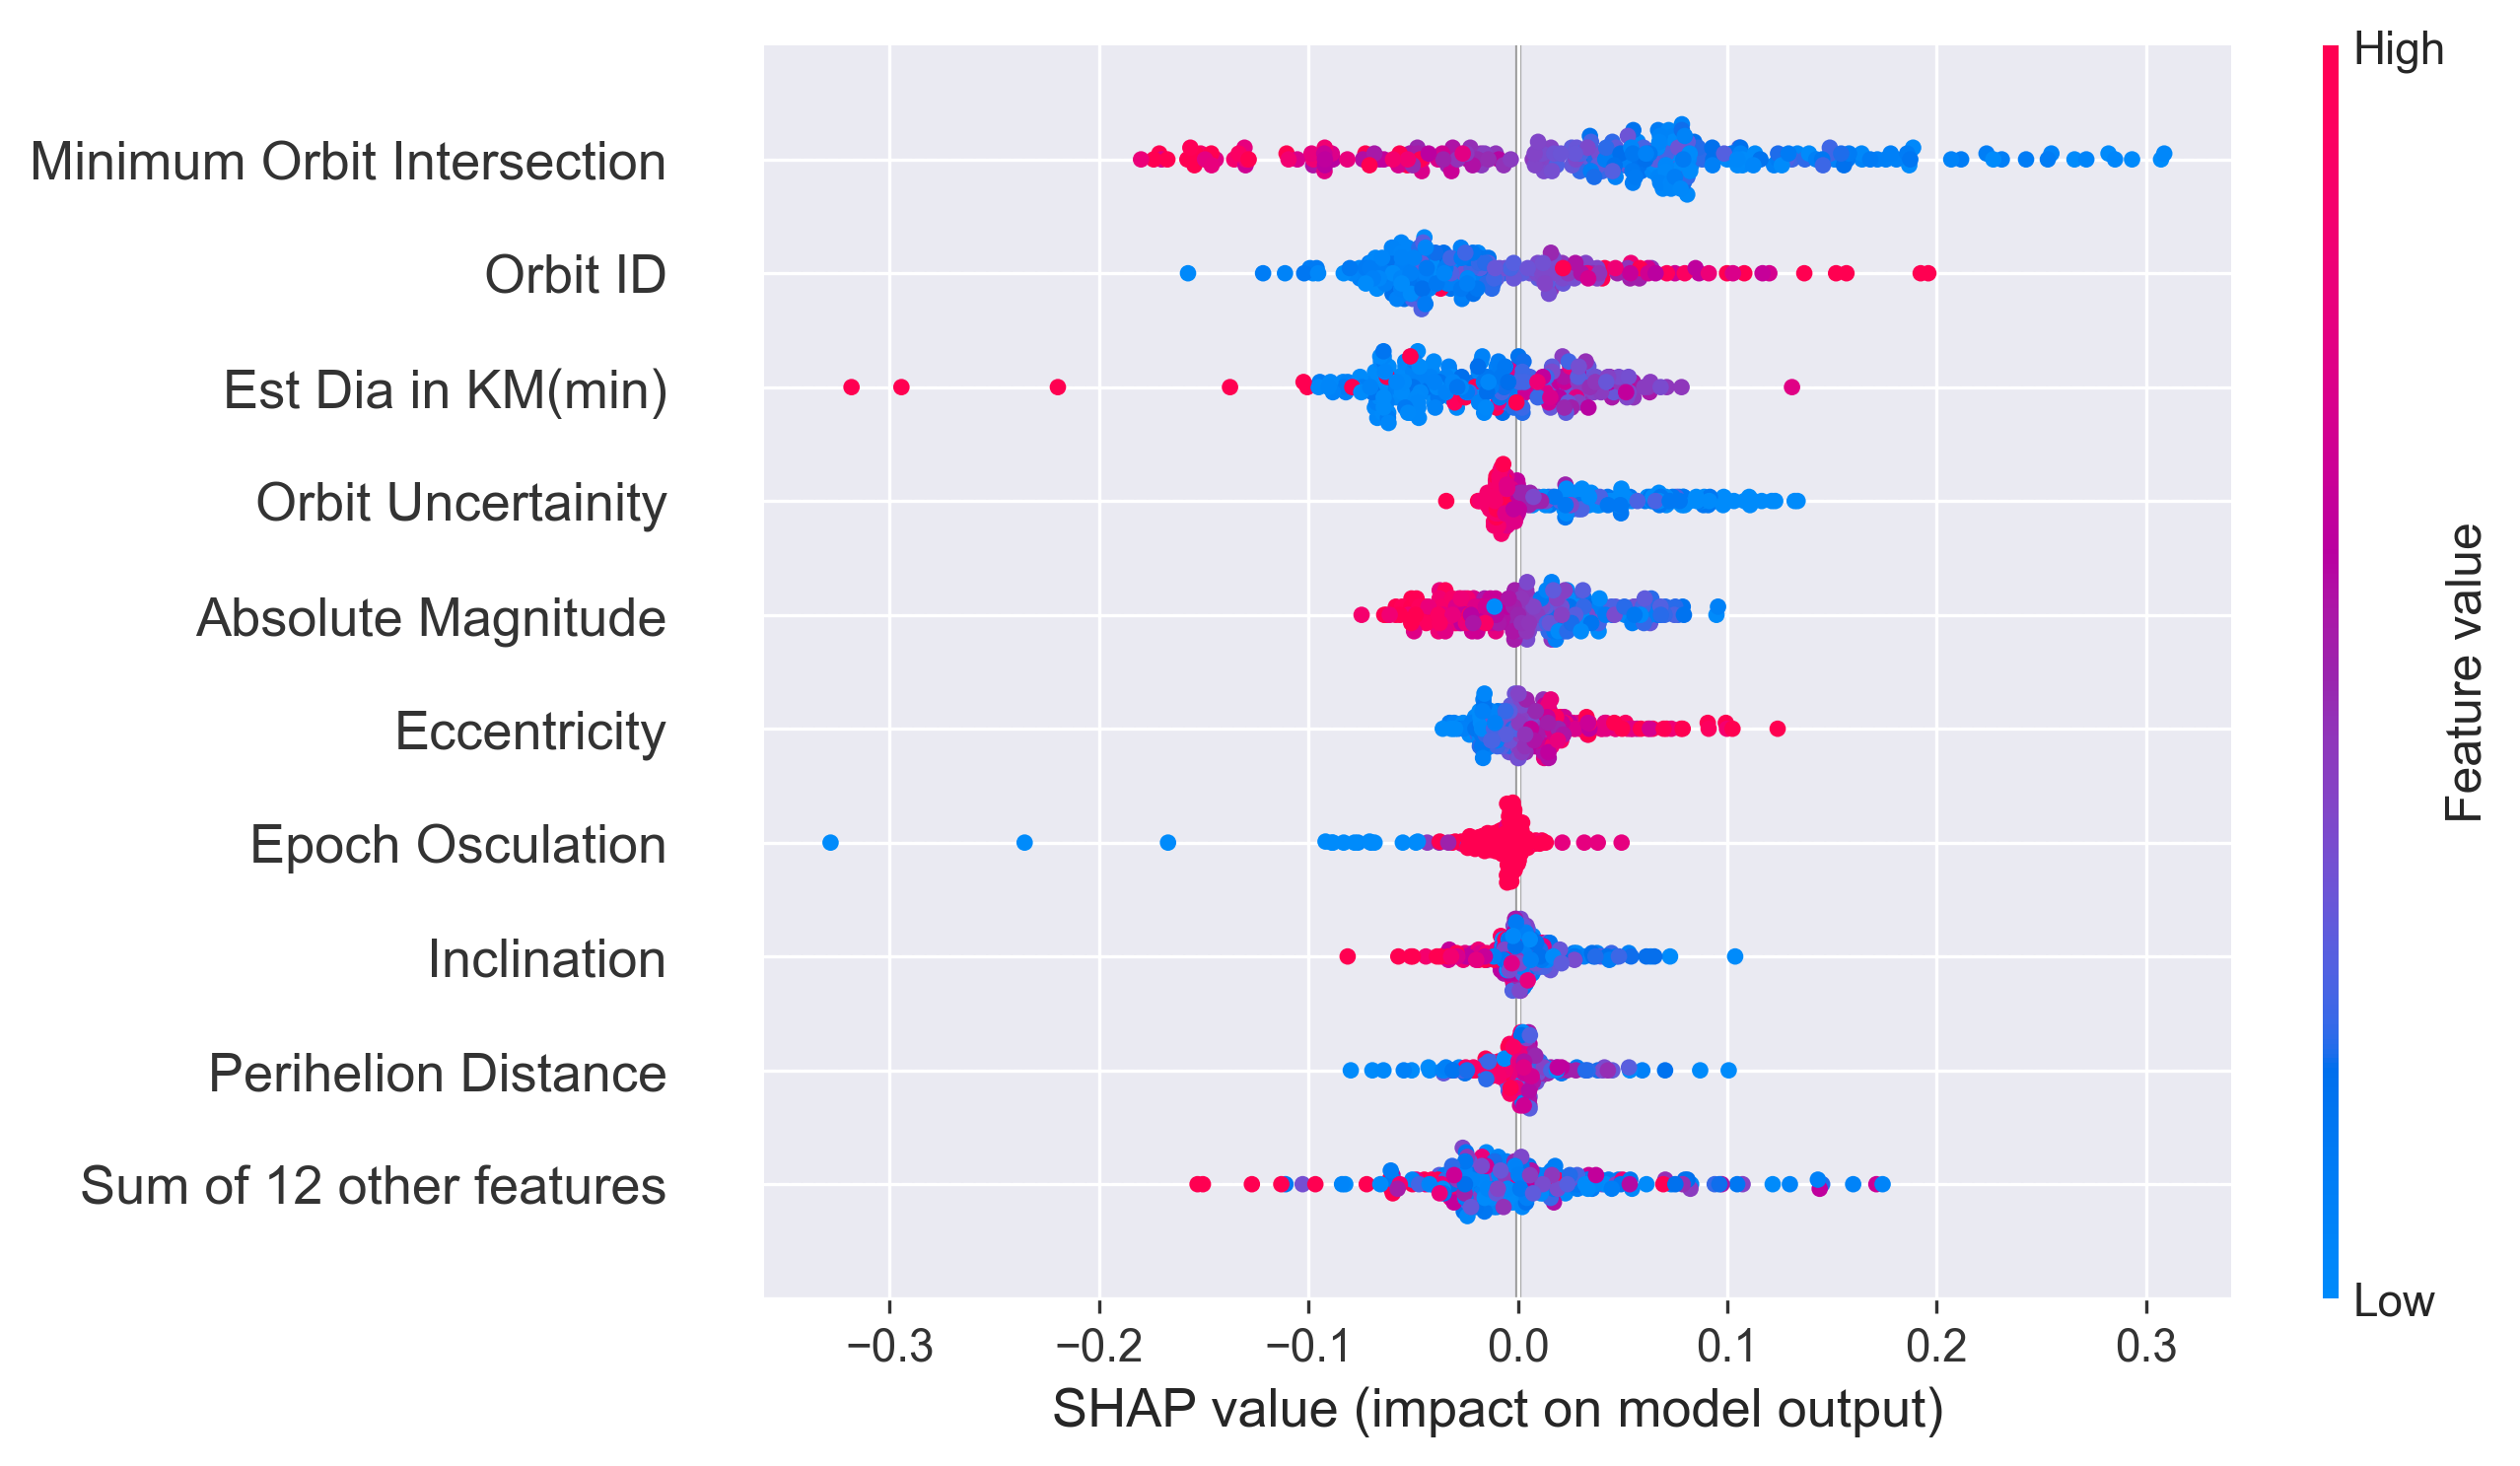 High
Minimum Orbit Intersection
Orbit ID
Est Dia in KM(min)
Orbit Uncertainity
Absolute Magnitude
Eccentricity
Epoch Osculation
Inclination
Perihelion Distance
Sum of 12 other features
Feature value
Low
−0.3 −0.2 −0.1 0.0 0.1 0.2 0.3
SHAP value (impact on model output)